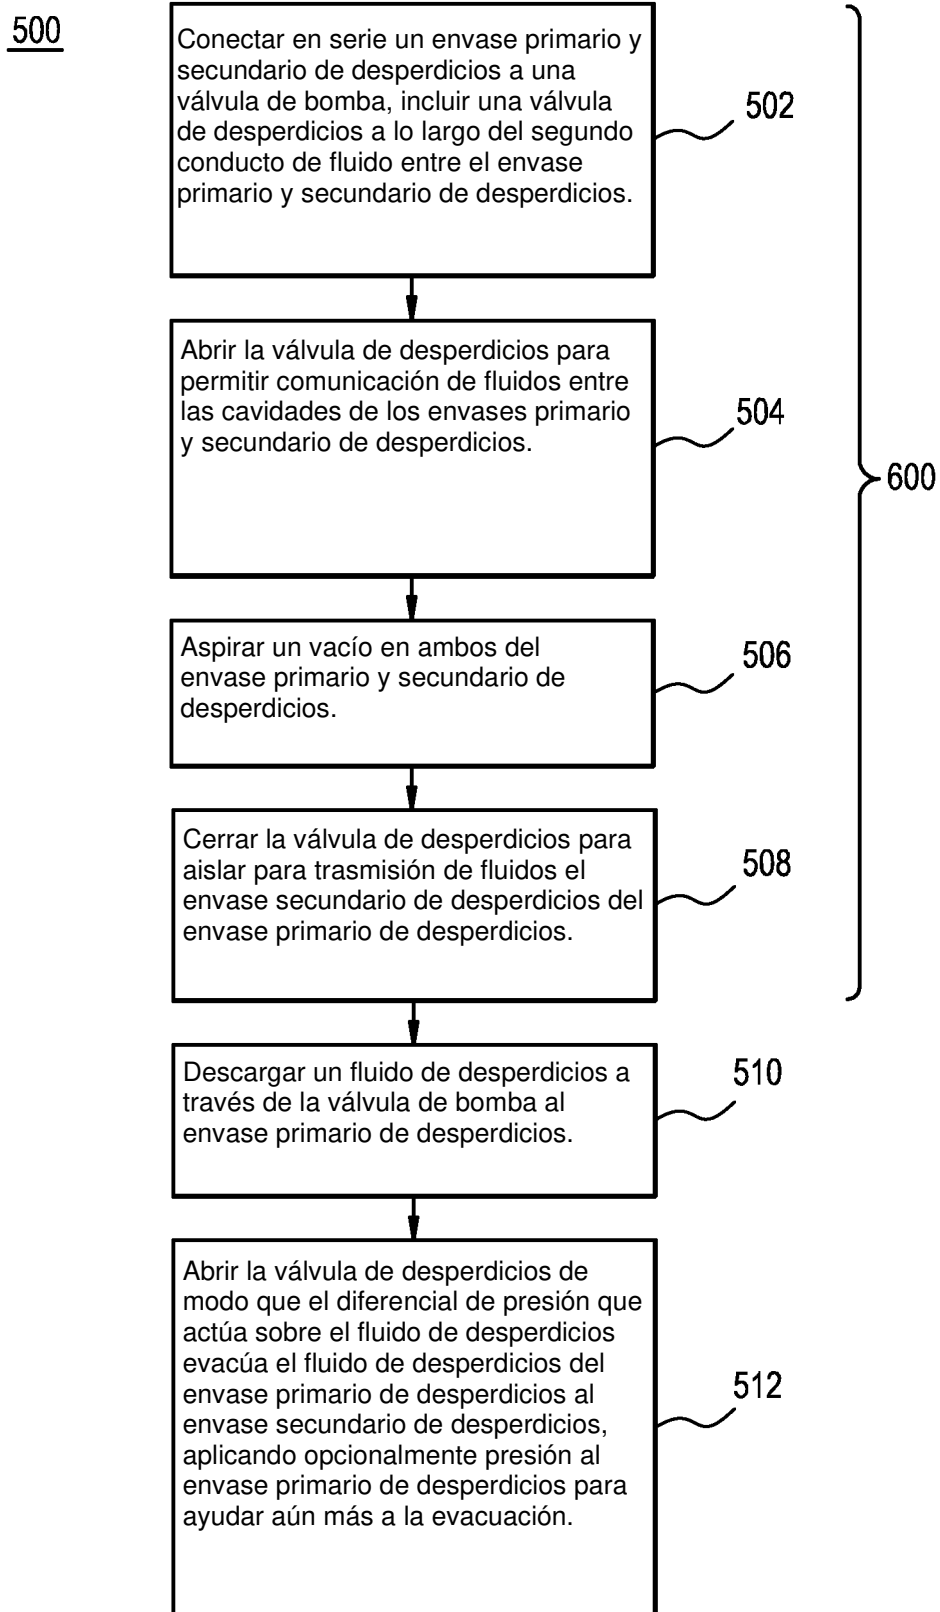 500
Conectar en serie un envase primario y
secundario de desperdicios a una
válvula de bomba, incluir una válvula
de desperdicios a lo largo del segundo
conducto de fluido entre el envase
primario y secundario de desperdicios.
502
Abrir la válvula de desperdicios para
permitir comunicación de fluidos entre
las cavidades de los envases primario
y secundario de desperdicios.
504
600
Aspirar un vacío en ambos del
envase primario y secundario de
desperdicios.
506
Cerrar la válvula de desperdicios para
aislar para trasmisión de fluidos el
envase secundario de desperdicios del
envase primario de desperdicios.
508
Descargar un fluido de desperdicios a
través de la válvula de bomba al
envase primario de desperdicios.
510
Abrir la válvula de desperdicios de
modo que el diferencial de presión que
actúa sobre el fluido de desperdicios
evacúa el fluido de desperdicios del
envase primario de desperdicios al
envase secundario de desperdicios,
aplicando opcionalmente presión al
envase primario de desperdicios para
ayudar aún más a la evacuación.
512